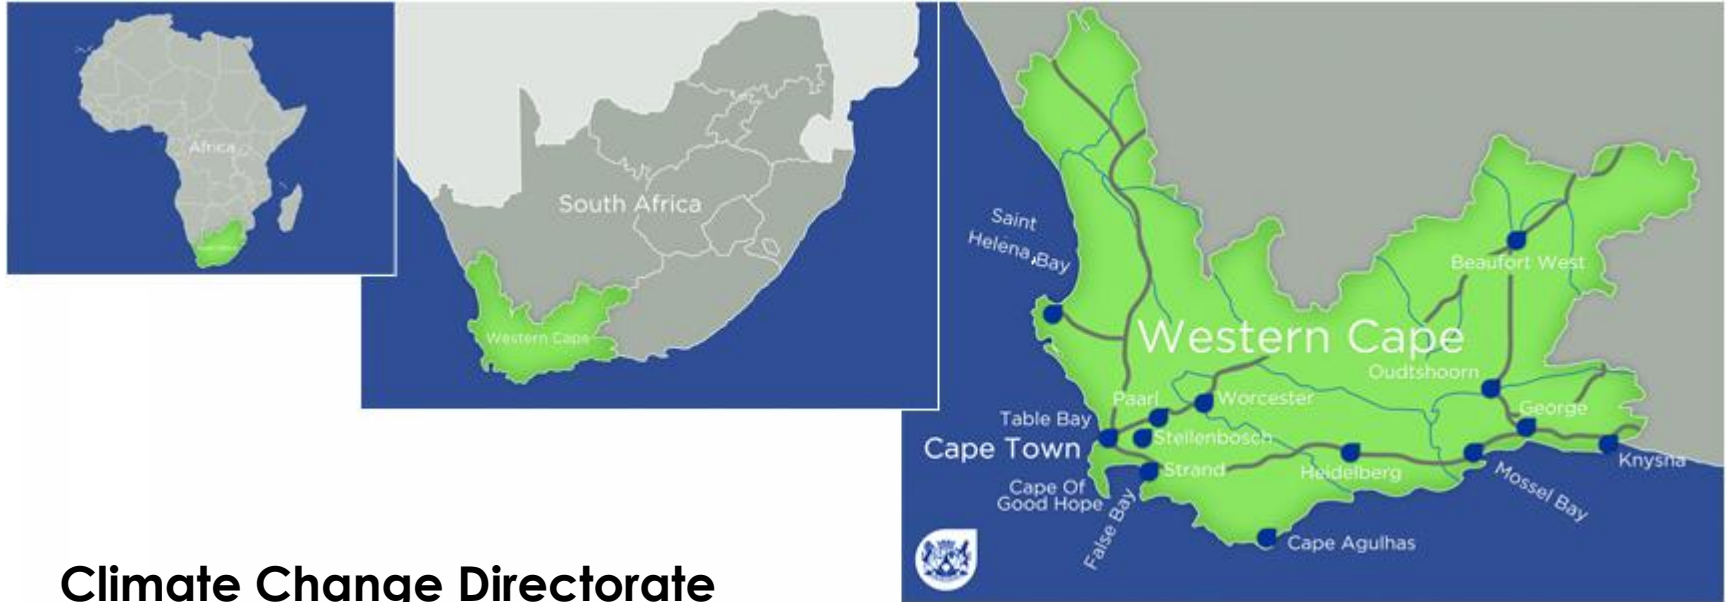 Africa
South Africa
Western Cape
Saint
Helena Bay
Beaufort West
Western Cape
Oudtshoorn
Paarl
Worcester
George
Table Bay
Stellenbosch
Cape Town
Knysna
Strand
Heidelberg
Mossel Bay
Cape Of
Good Hope
False Bay
Cape Agulhas
Climate Change Directorate